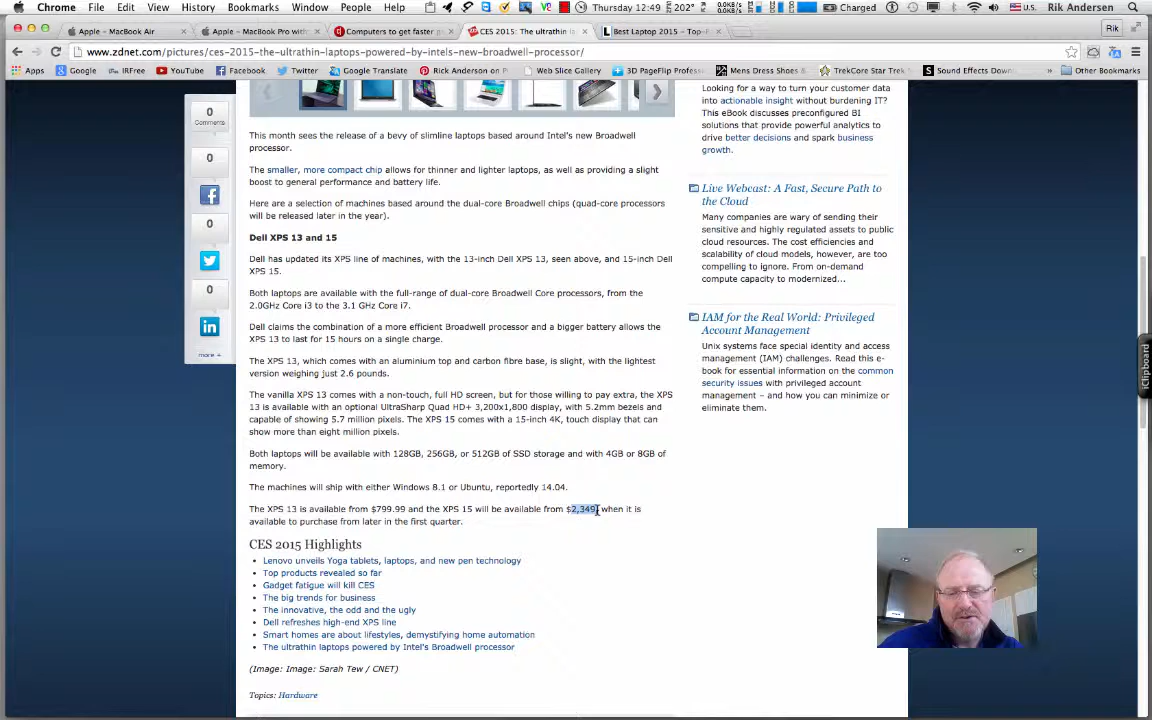 Chrome File Edit View History Bookmarks Window People Help Thursday 12:49 202° 0.0KB/s 0.0KB/s Charged U.S. Rik Andersen
Apple – MacBook Air
Apple – MacBook Pro with
Computers to get faster p
CES 2015: The ultrathin l
Best Laptop 2015 – Top
Rik
www.zdnet.com/pictures/ces-2015-the-ultrathin-laptops-powered-by-intels-new-broadwell-processor/
Apps Google IRFree YouTube Facebook Twitter Google Translate Rick Anderson on P Web Slice Gallery 3D PageFlip Profess Mens Dress Shoes & TrekCore Star Trek Sound Effects Down Other Bookmarks
0
Comments
0
0
0
more +
This month sees the release of a bevy of slimline laptops based around Intel's new Broadwell
processor.
The smaller, more compact chip allows for thinner and lighter laptops, as well as providing a slight
boost to general performance and battery life.
Here are a selection of machines based around the dual-core Broadwell chips (quad-core processors
will be released later in the year).
Dell XPS 13 and 15
Dell has updated its XPS line of machines, with the 13-inch Dell XPS 13, seen above, and 15-inch Dell
XPS 15.
Both laptops are available with the full-range of dual-core Broadwell Core processors, from the
2.0GHz Core i3 to the 3.1 GHz Core i7.
Dell claims the combination of a more efficient Broadwell processor and a bigger battery allows the
XPS 13 to last for 15 hours on a single charge.
The XPS 13, which comes with an aluminium top and carbon fibre base, is slight, with the lightest
version weighing just 2.6 pounds.
The vanilla XPS 13 comes with a non-touch, full HD screen, but for those willing to pay extra, the XPS
13 is available with an optional UltraSharp Quad HD+ 3,200x1,800 display, with 5.2mm bezels and
capable of showing 5.7 million pixels. The XPS 15 comes with a 15-inch 4K, touch display that can
show more than eight million pixels.
Both laptops will be available with 128GB, 256GB, or 512GB of SSD storage and with 4GB or 8GB of
memory.
The machines will ship with either Windows 8.1 or Ubuntu, reportedly 14.04.
The XPS 13 is available from $799.99 and the XPS 15 will be available from $2,349 when it is
available to purchase from later in the first quarter.
CES 2015 Highlights
• Lenovo unveils Yoga tablets, laptops, and new pen technology
• Top products revealed so far
• Gadget fatigue will kill CES
• The big trends for business
• The innovative, the odd and the ugly
• Dell refreshes high-end XPS line
• Smart homes are about lifestyles, demystifying home automation
• The ultrathin laptops powered by Intel's Broadwell processor
(Image: Image: Sarah Tew / CNET)
Topics: Hardware
Looking for a way to turn your customer data
into actionable insight without burdening IT?
This eBook discusses preconfigured BI
solutions that provide powerful analytics to
drive better decisions and spark business
growth.
Live Webcast: A Fast, Secure Path to
the Cloud
Many companies are wary of sending their
sensitive and highly regulated assets to public
cloud resources. The cost efficiencies and
scalability of cloud models, however, are too
compelling to ignore. From on-demand
compute capacity to modernized...
IAM for the Real World: Privileged
Account Management
Unix systems face special identity and access
management (IAM) challenges. Read this e-
book for essential information on the common
security issues with privileged account
management – and how you can minimize or
eliminate them.
iClipboard